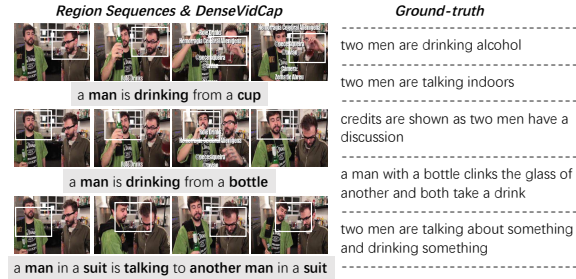 Region Sequences & DenseVidCap
Ground-truth
a man is drinking from a cup
a man is drinking from a bottle
a man in a suit is talking to another man in a suit
two men are drinking alcohol
two men are talking indoors
credits are shown as two men have a
discussion
a man with a bottle clinks the glass of
another and both take a drink
two men are talking about something
and drinking something